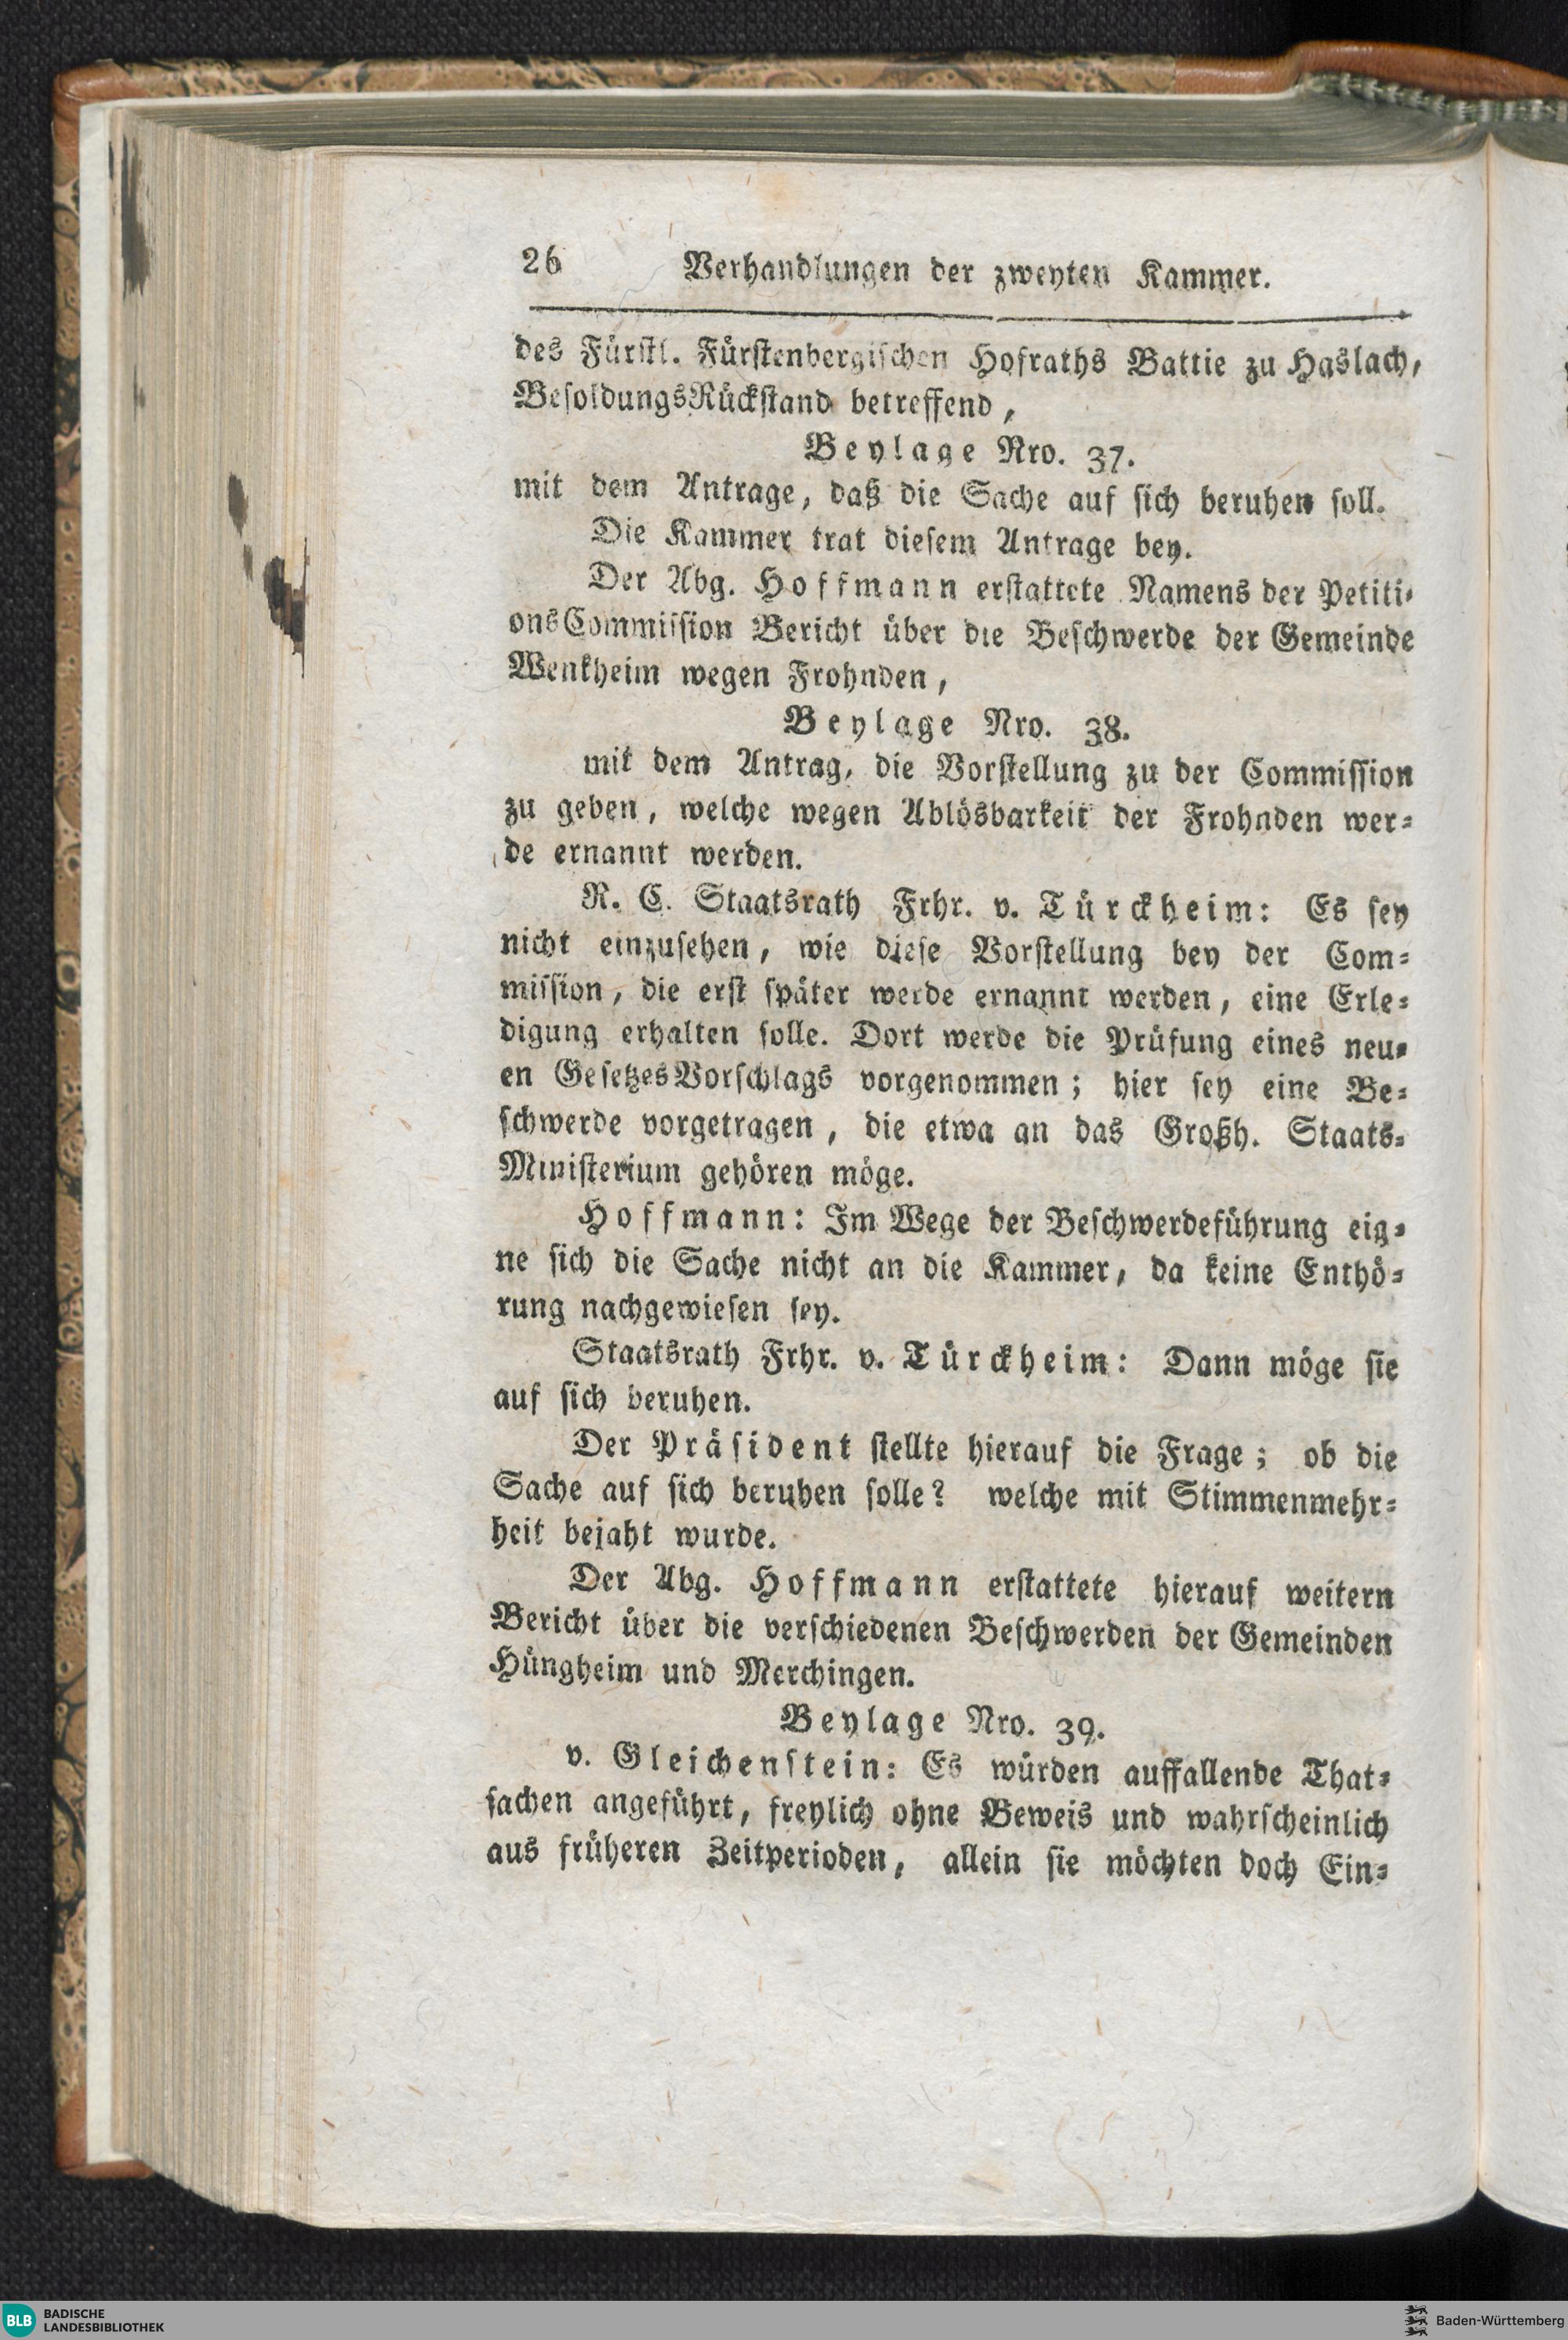 26 Verhandlungen der zweyten Kammer.
des Fürstl. Fürstenbergischen Hofraths Battie zu Haslach,
BesoldungsRückstand betreffend,
Beylage Nro. 37.
mit dem Antrage, daß die Sache auf sich beruhen soll.
Die Kammer trat diesem Antrage bey.
Der Abg. Hoffmann erstattete Namens der Petiti-
onsCommission Bericht über die Beschwerde der Gemeinde
Wenkheim wegen Frohnden,
Beylage Nro. 38.
mit dem Antrag, die Vorstellung zu der Commission
zu geben, welche wegen Ablösbarkeit der Frohnden wer-
de ernannt werden.
R. C. Staatsrath Frhr. v. Türckheim: Es sey
nicht einzusehen, wie diese Vorstellung bey der Com-
mission, die erst später werde ernannt werden, eine Erle-
digung erhalten solle. Dort werde die Prüfung eines neu-
en GesetzesVorschlags vorgenommen; hier sey eine Be-
schwerde vorgetragen, die etwa an das Großh. Staats-
Ministerium gehören möge.
Hoffmann: Im Wege der Beschwerdeführung eig-
ne sich die Sache nicht an die Kammer, da keine Enthö-
rung nachgewiesen sey.
Staatsrath Frhr. v. Türckheim: Dann möge sie
auf sich beruhen.
Der Präsident stellte hierauf die Frage; ob die
Sache auf sich beruhen solle? welche mit Stimmenmehr-
heit bejaht wurde.
Der Abg. Hoffmann erstattete hierauf weitern
Bericht über die verschiedenen Beschwerden der Gemeinden
Hüngheim und Merchingen.
Beylage Nro. 39.
v. Gleichenstein: Es würden auffallende That-
sachen angeführt, freylich ohne Beweis und wahrscheinlich
aus früheren Zeitperioden, allein sie möchten doch Ein-
BLB BADISCHE
LANDESBIBLIOTHEK
Baden-Württemberg